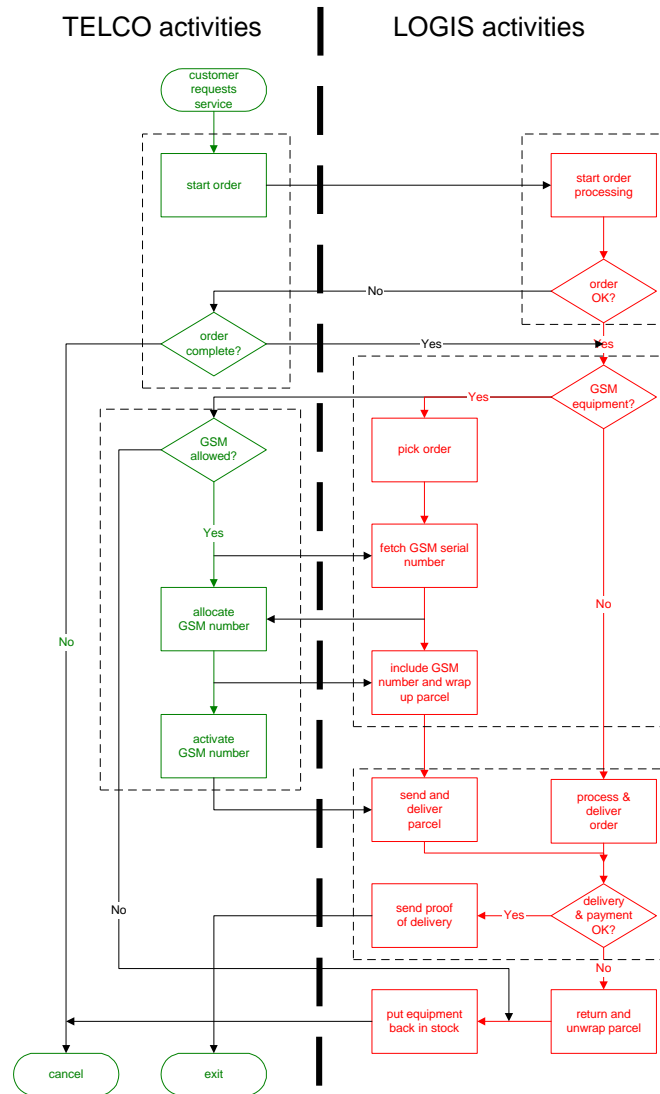 TELCO activities
LOGIS activities
customer
requests
service
start order
start order
processing
order
OK?
No
order
complete?
Yes
Yes
GSM
equipment?
Yes
GSM
allowed?
pick order
Yes
fetch GSM serial
number
No
allocate
GSM number
No
include GSM
number and wrap
up parcel
activate
GSM number
send and
deliver
parcel
process &
deliver
order
No
send proof
of delivery
Yes
delivery
& payment
OK?
No
put equipment
back in stock
return and
unwrap parcel
cancel
exit